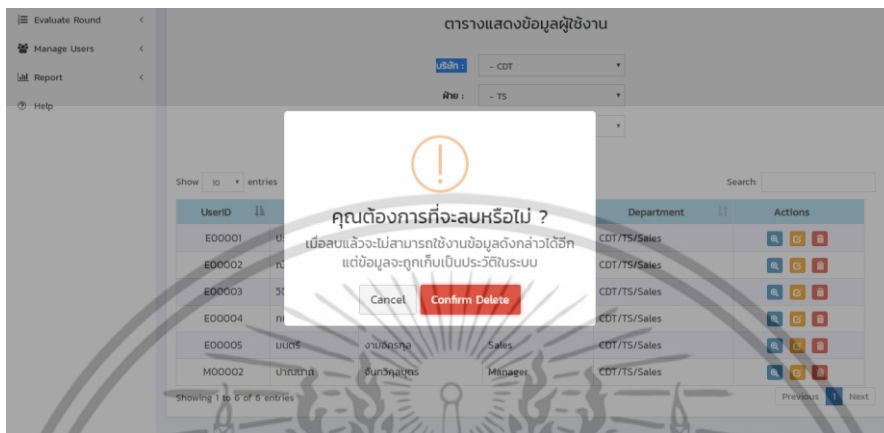 Evaluate Round
Manage Users
Report
Help
ตารางแสดงข้อมูลผู้ใช้งาน
บริษัท : - CDT
ฝ่าย : - TS
Show 10 entries
Search:
UserID Department Actions
คุณต้องการที่จะลบหรือไม่ ?
เมื่อลบแล้วจะไม่สามารถใช้งานข้อมูลดังกล่าวได้อีก
แต่ข้อมูลจะถูกเก็บเป็นประวัติในระบบ
Cancel Confirm Delete
E00001 CDT/TS/Sales
E00002 CDT/TS/Sales
E00003 CDT/TS/Sales
E00004 CDT/TS/Sales
E00005 มนตรี Sales CDT/TS/Sales
M00002 Manager CDT/TS/Sales
Showing 1 to 6 of 6 entries
Previous 1 Next